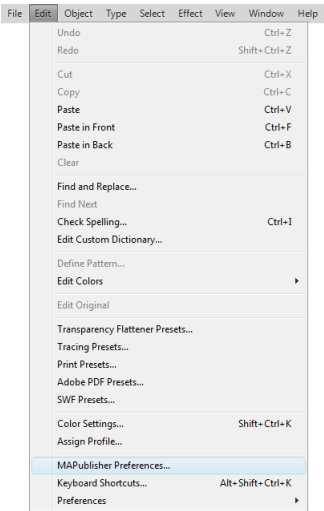 File Edit Object Type Select Effect View Window Help
Undo Ctrl+Z
Redo Shift+Ctrl+Z
Cut Ctrl+X
Copy Ctrl+C
Paste Ctrl+V
Paste in Front Ctrl+F
Paste in Back Ctrl+B
Clear
Find and Replace...
Find Next
Check Spelling... Ctrl+I
Edit Custom Dictionary...
Define Pattern...
Edit Colors
Edit Original
Transparency Flattener Presets...
Tracing Presets...
Print Presets...
Adobe PDF Presets...
SWF Presets...
Color Settings... Shift+Ctrl+K
Assign Profile...
MAPublisher Preferences...
Keyboard Shortcuts... Alt+Shift+Ctrl+K
Preferences